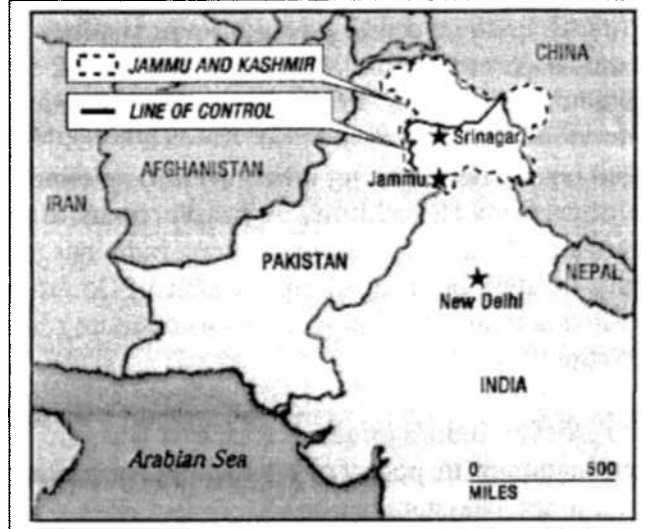 CHINA
JAMMU AND KASHMIR
LINE OF CONTROL
Srinagar
AFGHANISTAN
Jammu
IRAN
PAKISTAN
NEPAL
New Delhi
INDIA
Arabian Sea
0 500
MILES